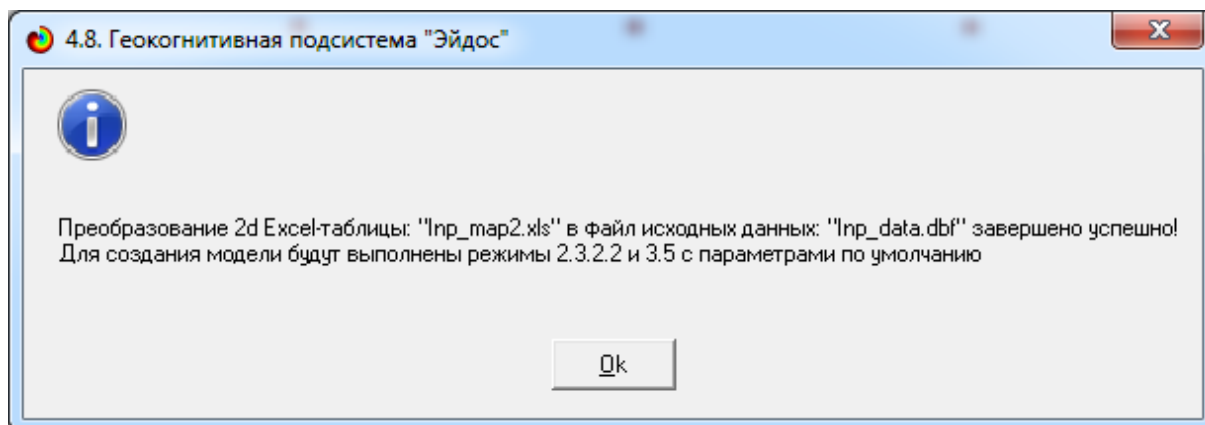 4.8. Геокогнитивная подсистема "Эйдос"
Преобразование 2d Excel-таблицы: "Inp_map2.xls" в файл исходных данных: "Inp_data.dbf" завершено успешно!
Для создания модели будут выполнены режимы 2.3.2.2 и 3.5 с параметрами по умолчанию
Ok